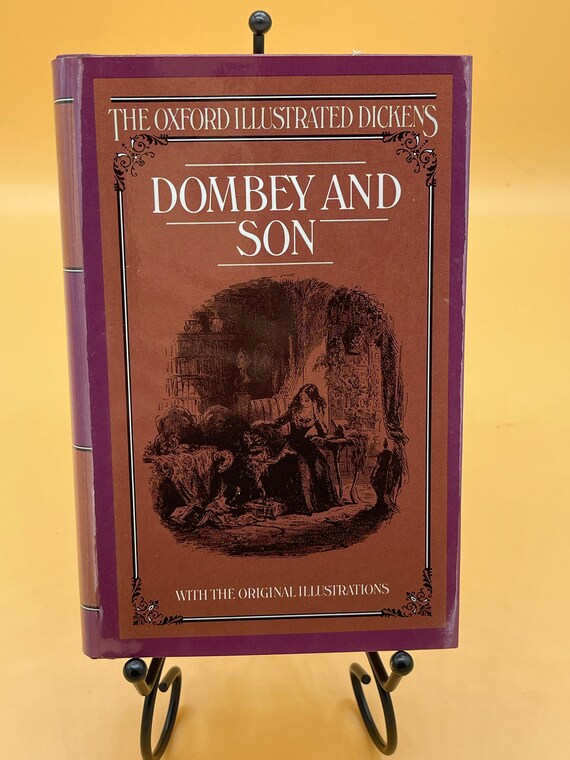 THE OXFORD ILLUSTRATED DICKENS
DOMBEY AND
SON
WITH THE ORIGINAL ILLUSTRATIONS